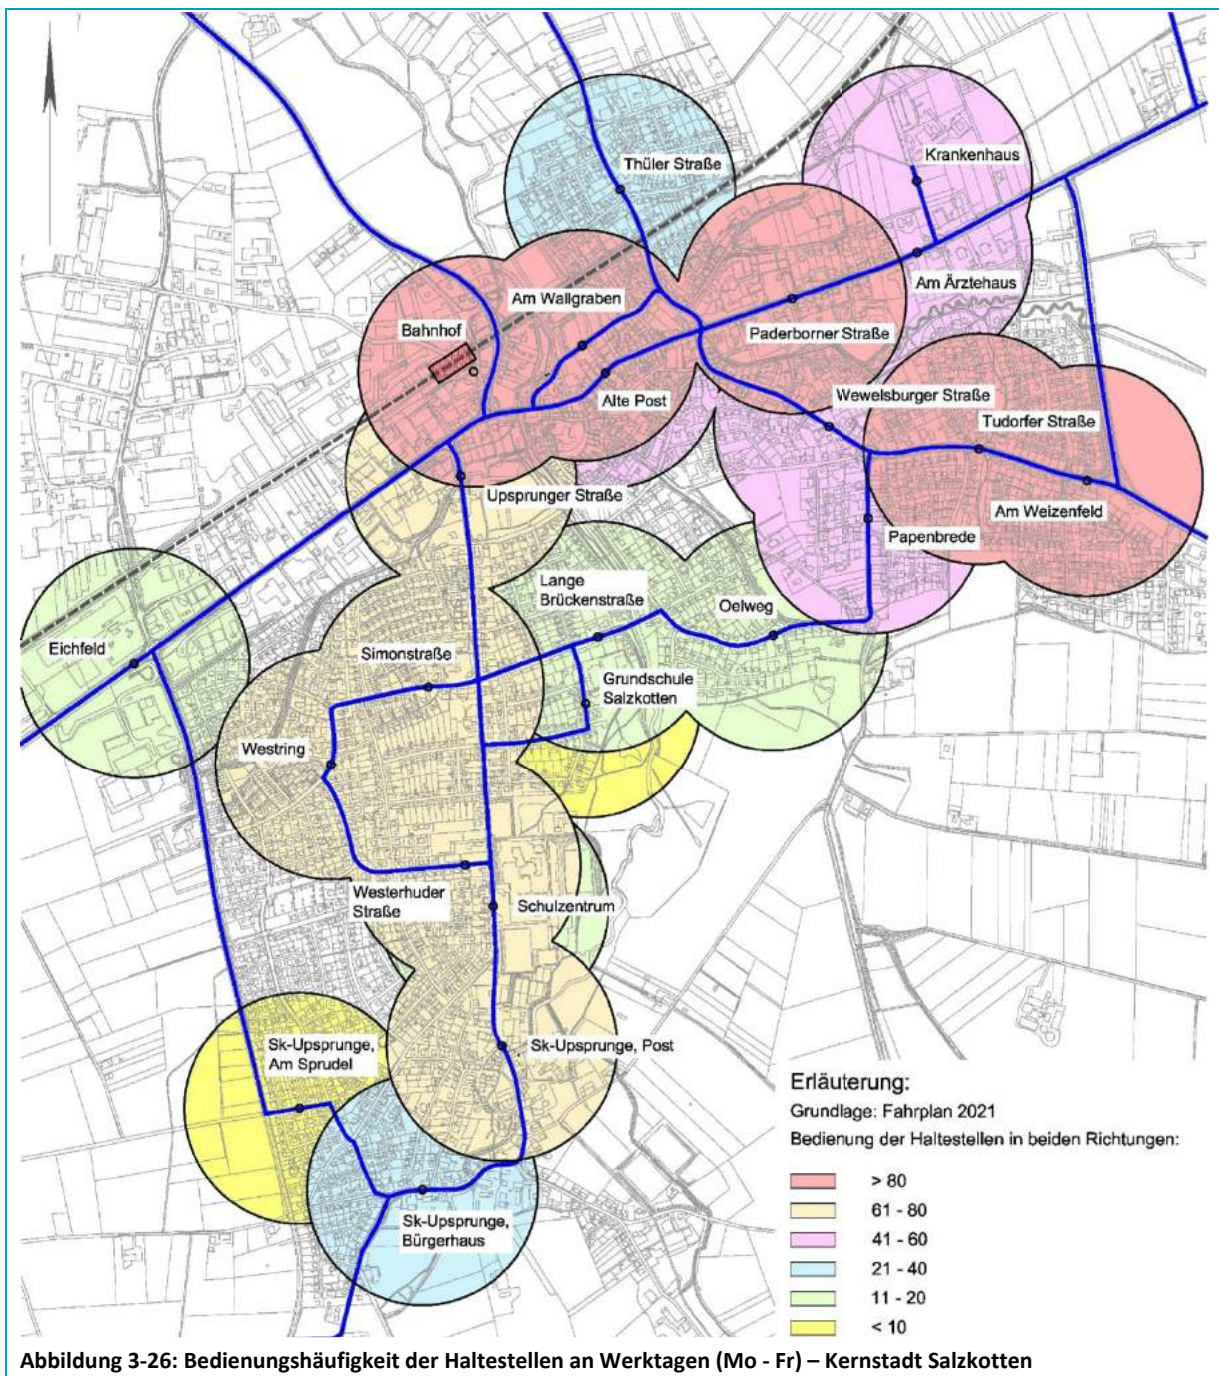 Thüler Straße
Krankenhaus
Am Wallgraben
Am Ärztehaus
Bahnhof
Paderborner Straße
Alte Post
Wewelsburger Straße
Tudorfer Straße
Upsprunger Straße
Am Weizenfeld
Papenbrede
Lange
Brückenstraße
Oelweg
Eichfeld
Simonstraße
Grundschule
Salzkotten
Westring
Westerhuder
Straße
Schulzentrum
Sk-Upsprunge,
Am Sprudel
Sk-Upsprunge, Post
Sk-Upsprunge,
Bürgerhaus
Erläuterung:
Grundlage: Fahrplan 2021
Bedienung der Haltestellen in beiden Richtungen:
> 80
61 - 80
41 - 60
21 - 40
11 - 20
< 10
Abbildung 3-26: Bedienungshäufigkeit der Haltestellen an Werktagen (Mo - Fr) – Kernstadt Salzkotten